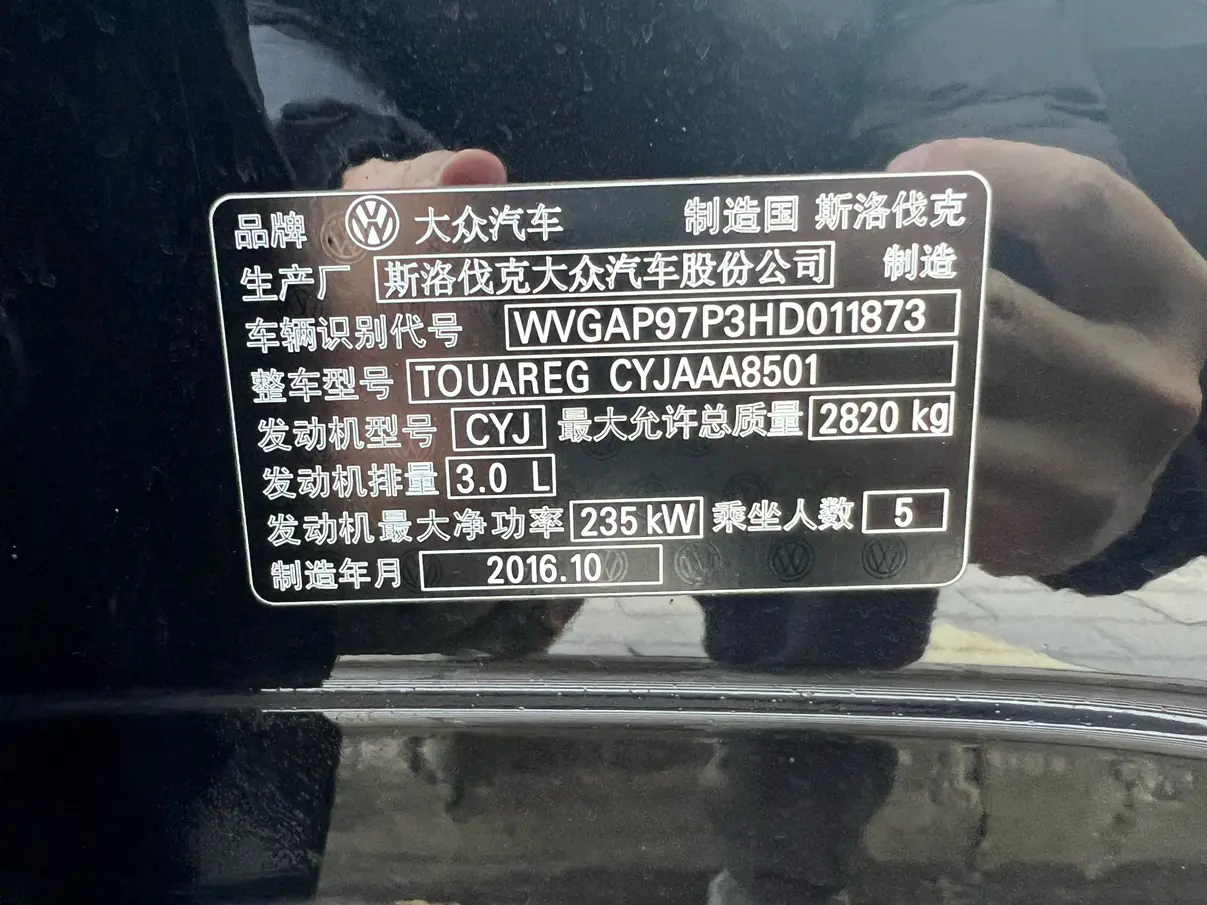 品牌 大众汽车 制造国 斯洛伐克
生产厂 斯洛伐克大众汽车股份公司 制造
车辆识别代号 WVGAP97P3HD011873
整车型号 TOUAREG CYJAAA8501
发动机型号 CYJ 最大允许总质量 2820 kg
发动机排量 3.0 L
发动机最大净功率 235 kW 乘坐人数 5
制造年月 2016.10